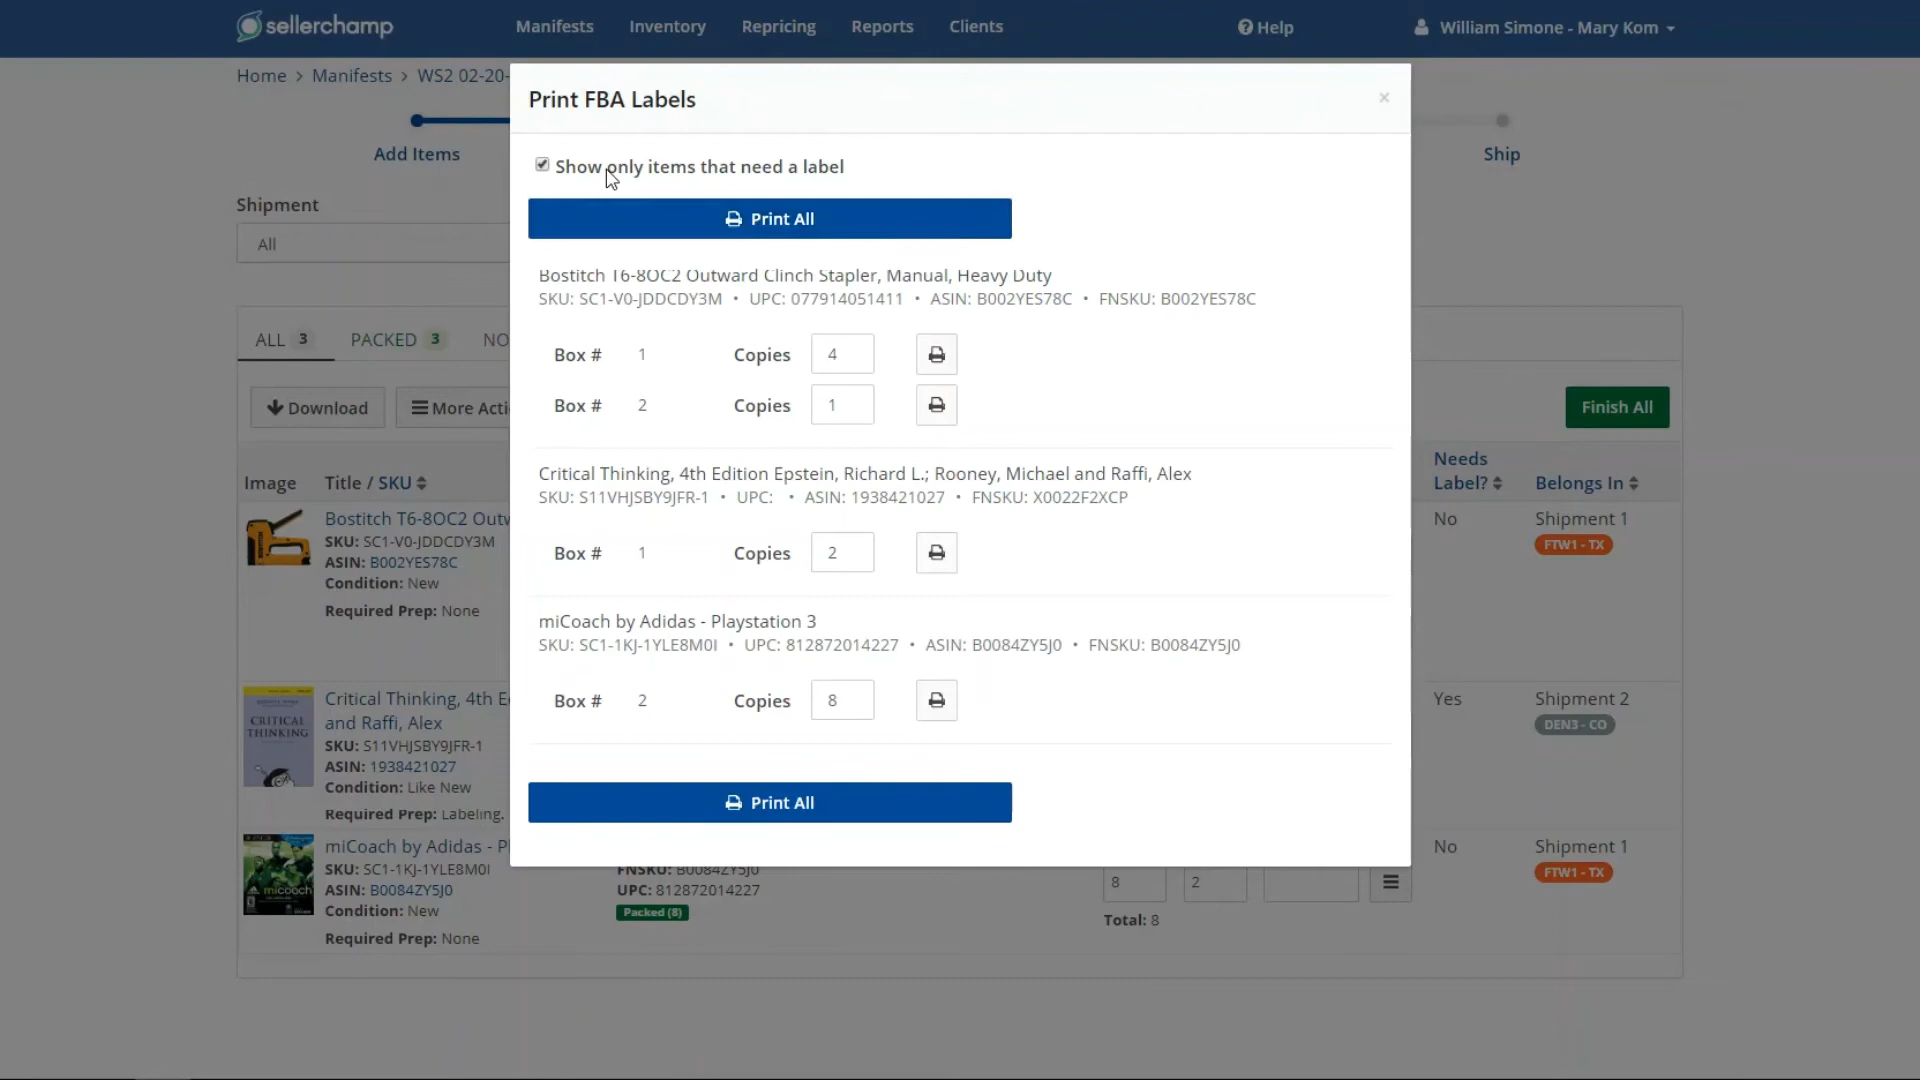 sellerchamp
Manifests Inventory Repricing Reports Clients
Help
William Simone - Mary Kom
Home > Manifests > WS2 02-20-
Add Items
Ship
Shipment
All
Print FBA Labels
×
Show only items that need a label
Print All
Bostitch T6-8OC2 Outward Clinch Stapler, Manual, Heavy Duty
SKU: SC1-V0-JDDCDY3M • UPC: 077914051411 • ASIN: B002YES78C • FNSKU: B002YES78C
Box # 1 Copies 4
Box # 2 Copies 1
Critical Thinking, 4th Edition Epstein, Richard L.; Rooney, Michael and Raffi, Alex
SKU: S11VHJSBY9JFR-1 • UPC: • ASIN: 1938421027 • FNSKU: X0022F2XCP
Box # 1 Copies 2
miCoach by Adidas - Playstation 3
SKU: SC1-1KJ-1YLE8M0I • UPC: 812872014227 • ASIN: B0084ZY5J0 • FNSKU: B0084ZY5J0
Box # 2 Copies 8
Print All
ALL 3 PACKED 3 NO
Download
More Acti
Finish All
Image Title / SKU
Needs
Label?
Belongs In
Bostitch T6-8OC2 Outw
SKU: SC1-V0-JDDCDY3M
ASIN: B002YES78C
Condition: New
Required Prep: None
No
Shipment 1
FTW1 - TX
CRITICAL
THINKING
Critical Thinking, 4th E
and Raffi, Alex
SKU: S11VHJSBY9JFR-1
ASIN: 1938421027
Condition: Like New
Required Prep: Labeling.
Yes
Shipment 2
DEN3 - CO
micoach
miCoach by Adidas - P
SKU: SC1-1KJ-1YLE8M0I
ASIN: B0084ZY5J0
Condition: New
Required Prep: None
FNSKU: B0084ZY5J0
UPC: 812872014227
Packed (8)
8 2
Total: 8
No
Shipment 1
FTW1 - TX